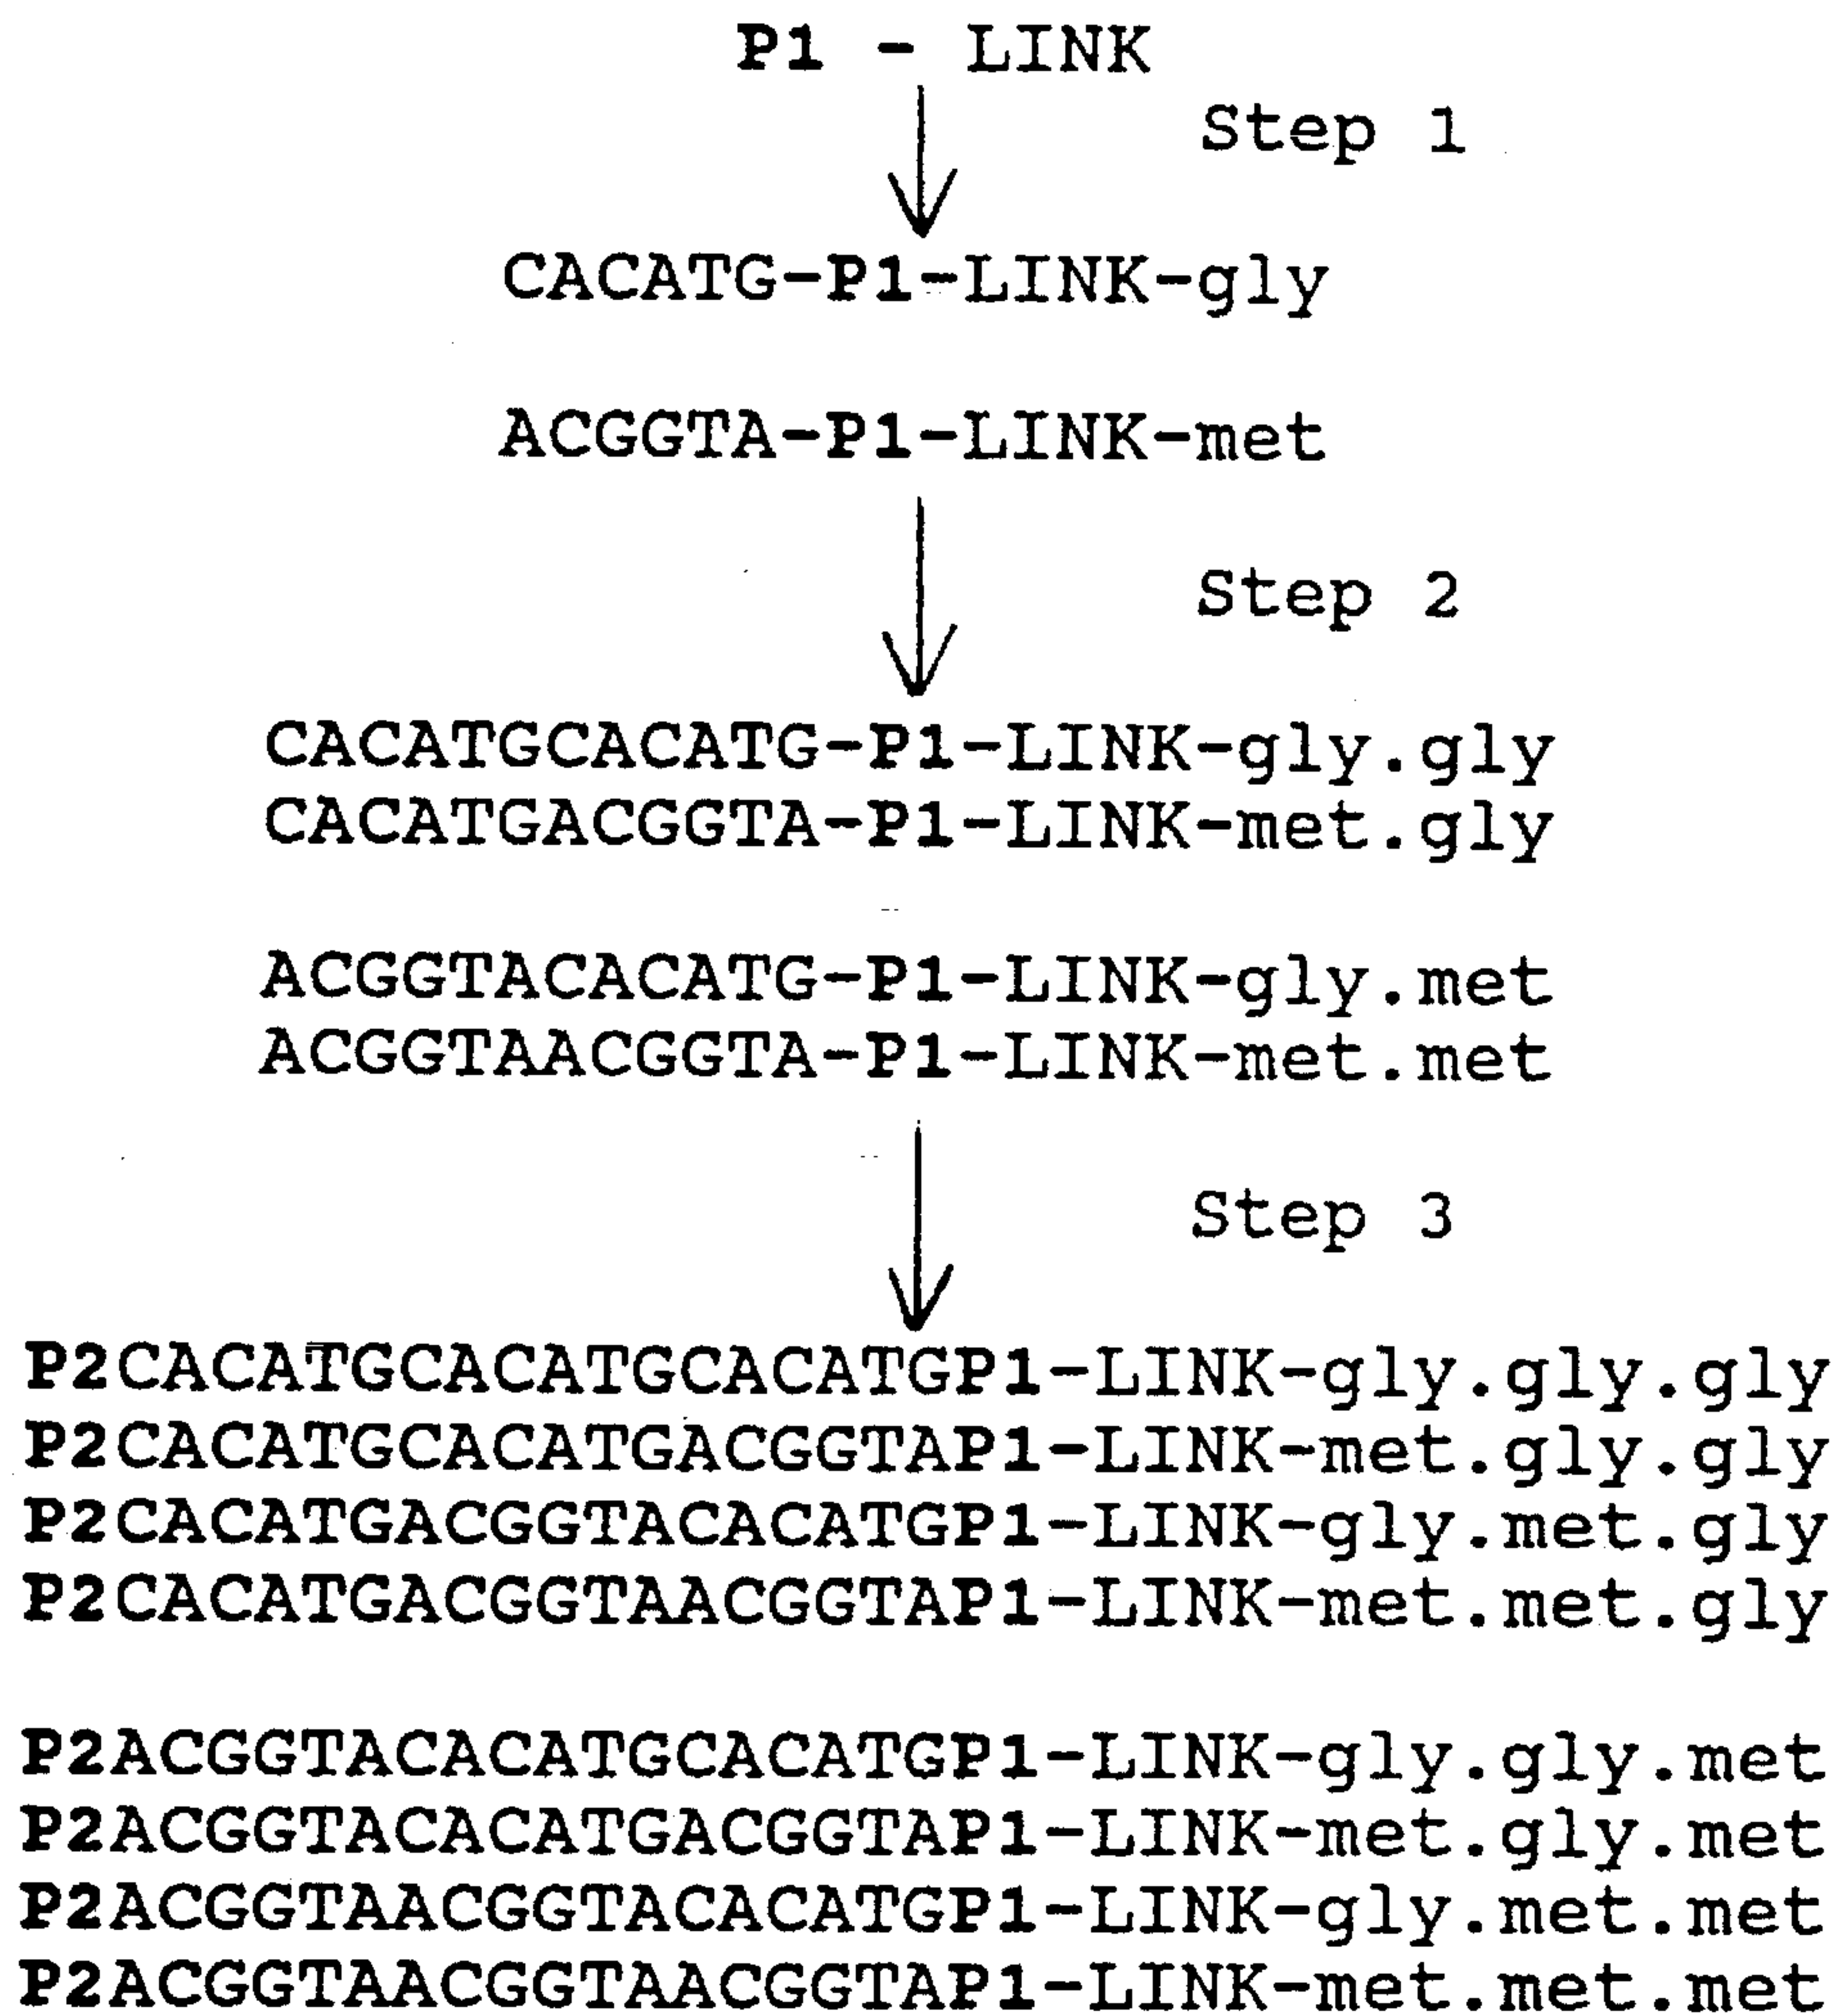 P1 - LINK
Step 1
CACATG-P1-LINK-gly
ACGGTA-P1-LINK-met
Step 2
CACATGCACATG-P1-LINK-gly.gly
CACATGACGGTA-P1-LINK-met.gly
ACGGTACACATG-P1-LINK-gly.met
ACGGTAACGGTA-P1-LINK-met.met
Step 3
P2CACATGCACATGCACATGP1-LINK-gly.gly.gly
P2CACATGCACATGACGGTAP1-LINK-met.gly.gly
P2CACATGACGGTACACATGP1-LINK-gly.met.gly
P2CACATGACGGTAACGGTAP1-LINK-met.met.gly
P2ACGGTACACATGCACATGP1-LINK-gly.gly.met
P2ACGGTACACATGACGGTAP1-LINK-met.gly.met
P2ACGGTAACGGTACACATGP1-LINK-gly.met.met
P2ACGGTAACGGTAACGGTAP1-LINK-met.met.met